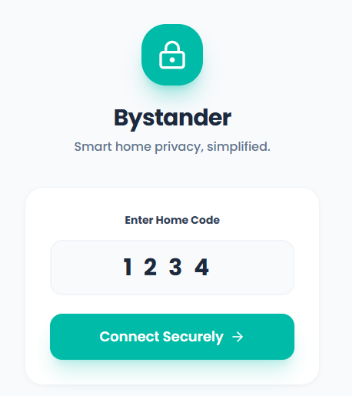 Bystander
Smart home privacy, simplified.
Enter Home Code
1 2 3 4
Connect Securely →